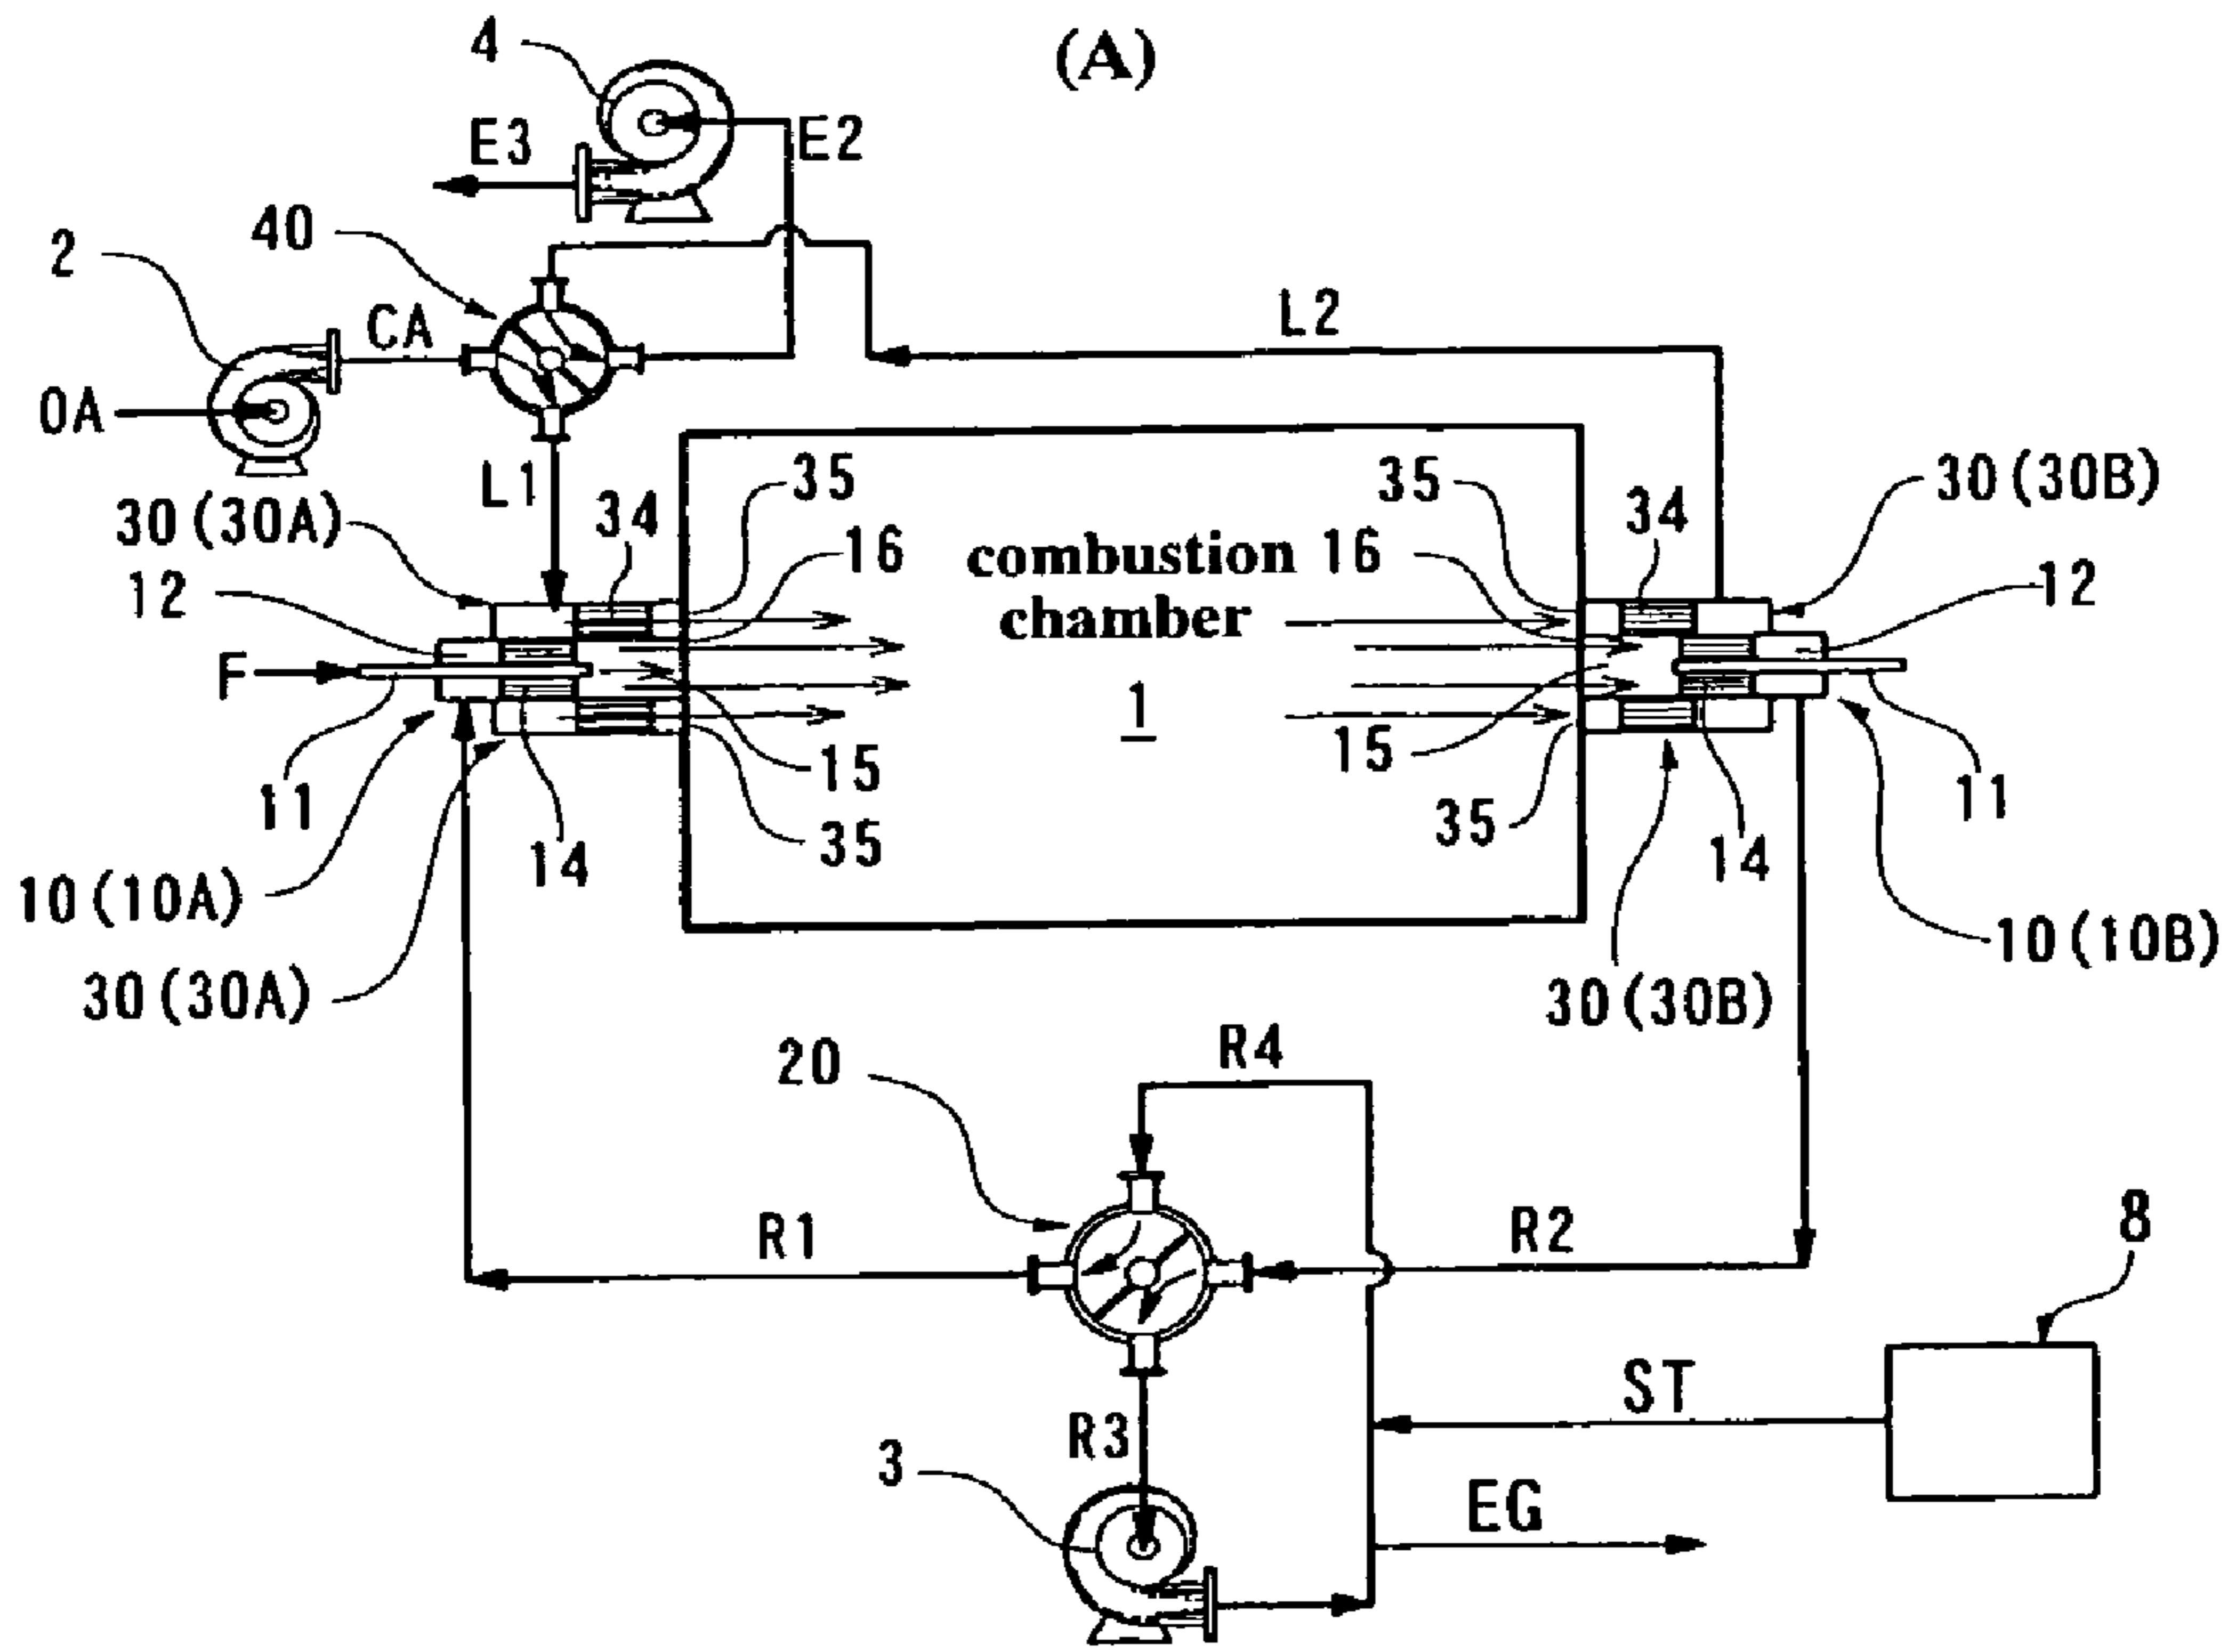 (A)
4
E3
E2
40
2
CA
L2
OA
L1
35
35
30(30B)
30(30A)
34
34
16
combustion
chamber
16
12
12
F
1
15
15
11
11
35
35
14
14
10(10A)
10(10B)
30(30A)
30(30B)
R4
20
R1
R2
8
ST
R3
3
EG